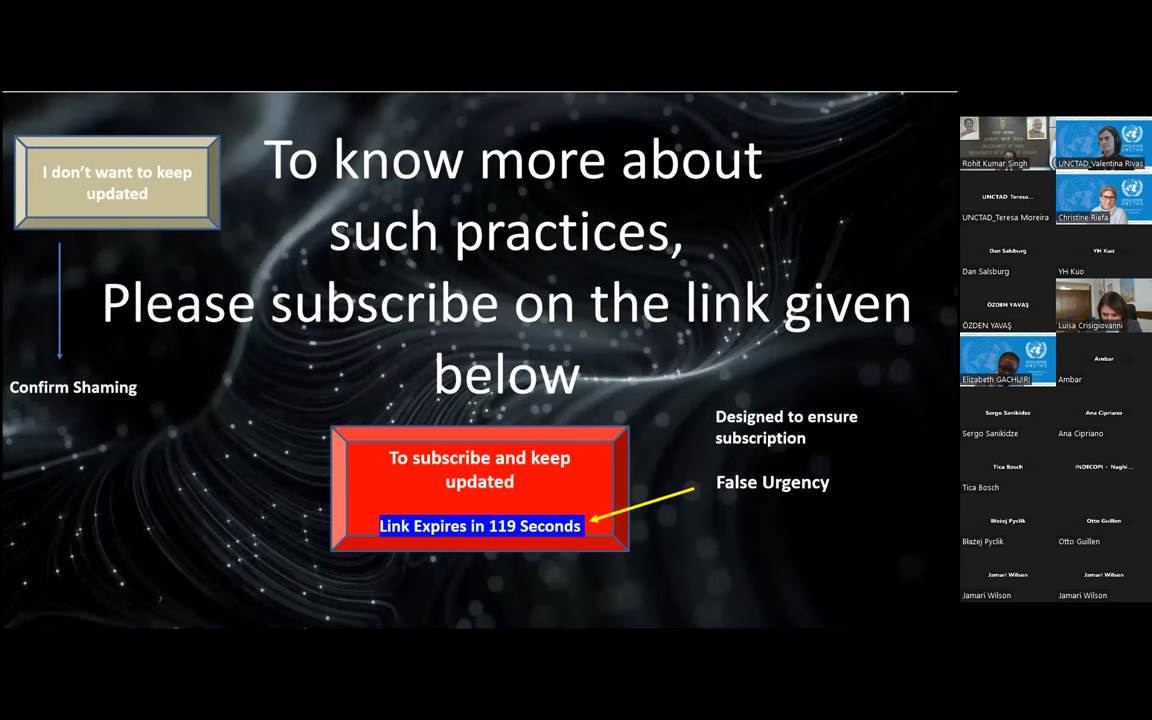 I don't want to keep
updated
To know more about
such practices,
Please subscribe on the link given
below
Confirm Shaming
Designed to ensure
subscription
False Urgency
To subscribe and keep
updated
Link Expires in 119 Seconds
7
Rohit Kumar Singh
UNCTAD_Valentina Rivas
UNCTAD_Teresa...
UNCTAD_Teresa Moreira
Christine Riefa
Dan Salsburg
Dan Salsburg
YH Kuo
YH Kuo
ÖZDEN YAVAŞ
ÖZDEN YAVAŞ
Luisa Crisigiovanni
Elizabeth GACHUIRI
Ambar
Ambar
Sergo Sanikidze
Sergo Sanikidze
Ana Cipriano
Ana Cipriano
Tica Bosch
Tica Bosch
INDECOPI - Naghi...
Błażej Pyclik
Błażej Pyclik
Otto Guillen
Otto Guillen
Jamari Wilson
Jamari Wilson
Jamari Wilson
Jamari Wilson